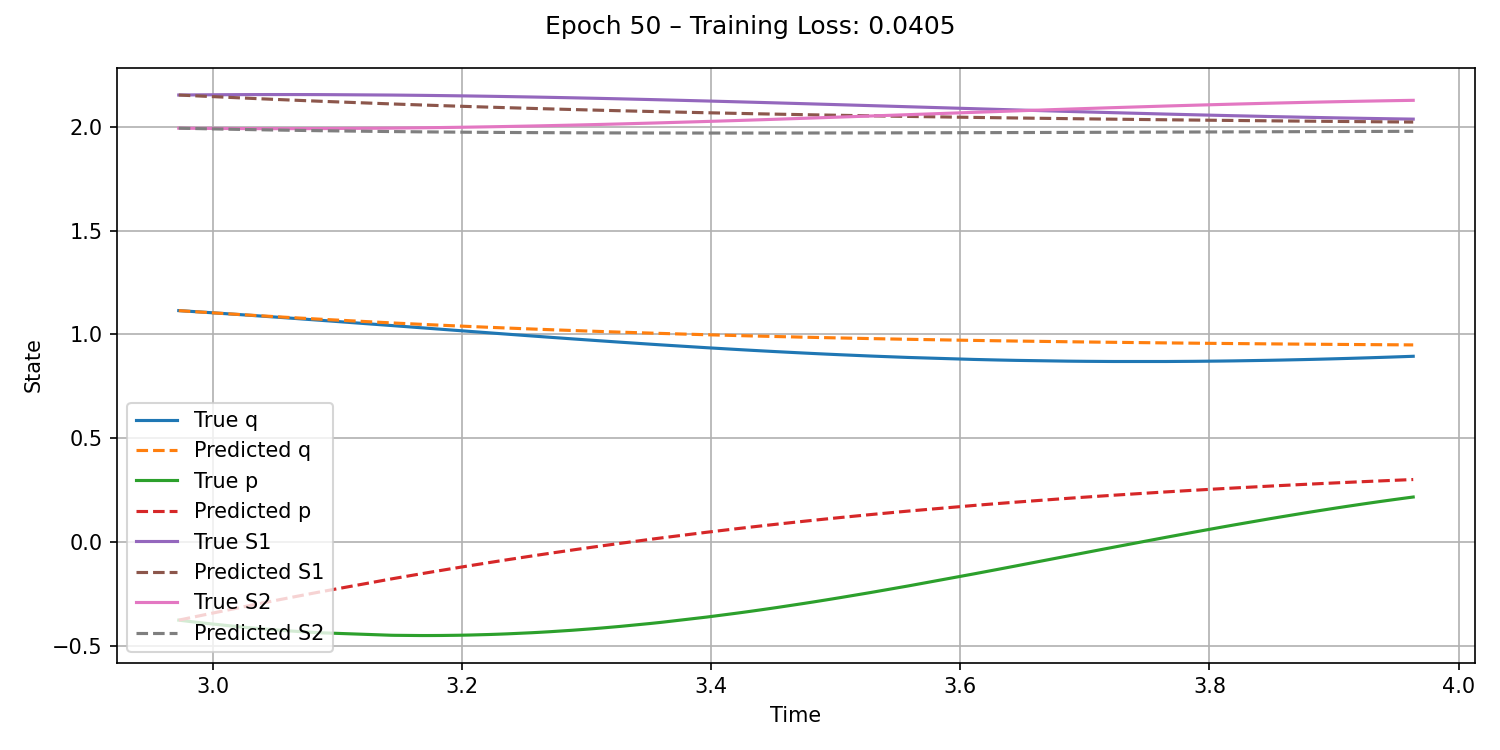 Epoch 50 – Training Loss: 0.0405
State
2.0
1.5
1.0
0.5
0.0
−0.5
True q
Predicted q
True p
Predicted p
True S1
Predicted S1
True S2
Predicted S2
3.0 3.2 3.4 3.6 3.8 4.0
Time